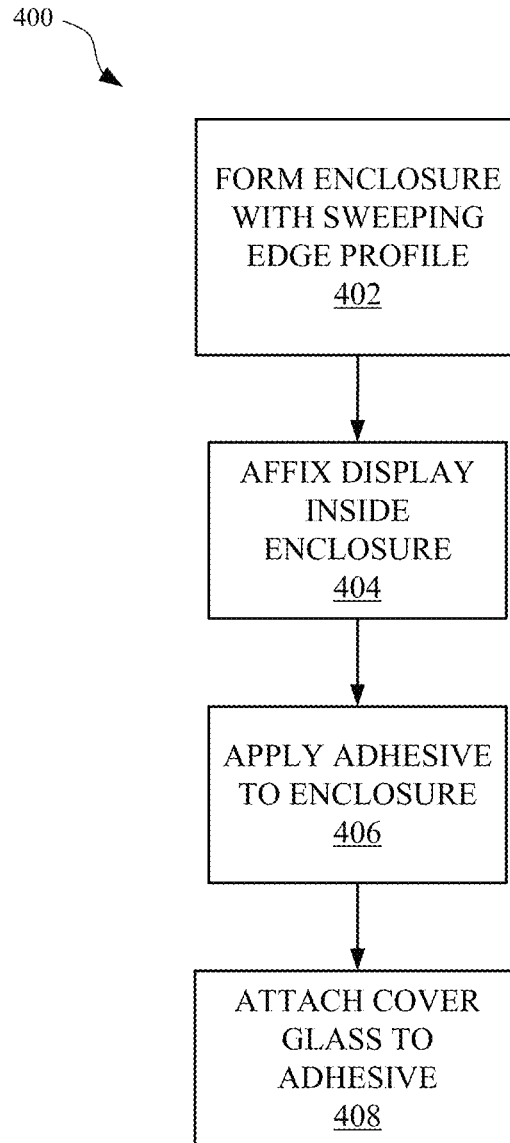 400
FORM ENCLOSURE
WITH SWEEPING
EDGE PROFILE
402
AFFIX DISPLAY
INSIDE
ENCLOSURE
404
APPLY ADHESIVE
TO ENCLOSURE
406
ATTACH COVER
GLASS TO
ADHESIVE
408